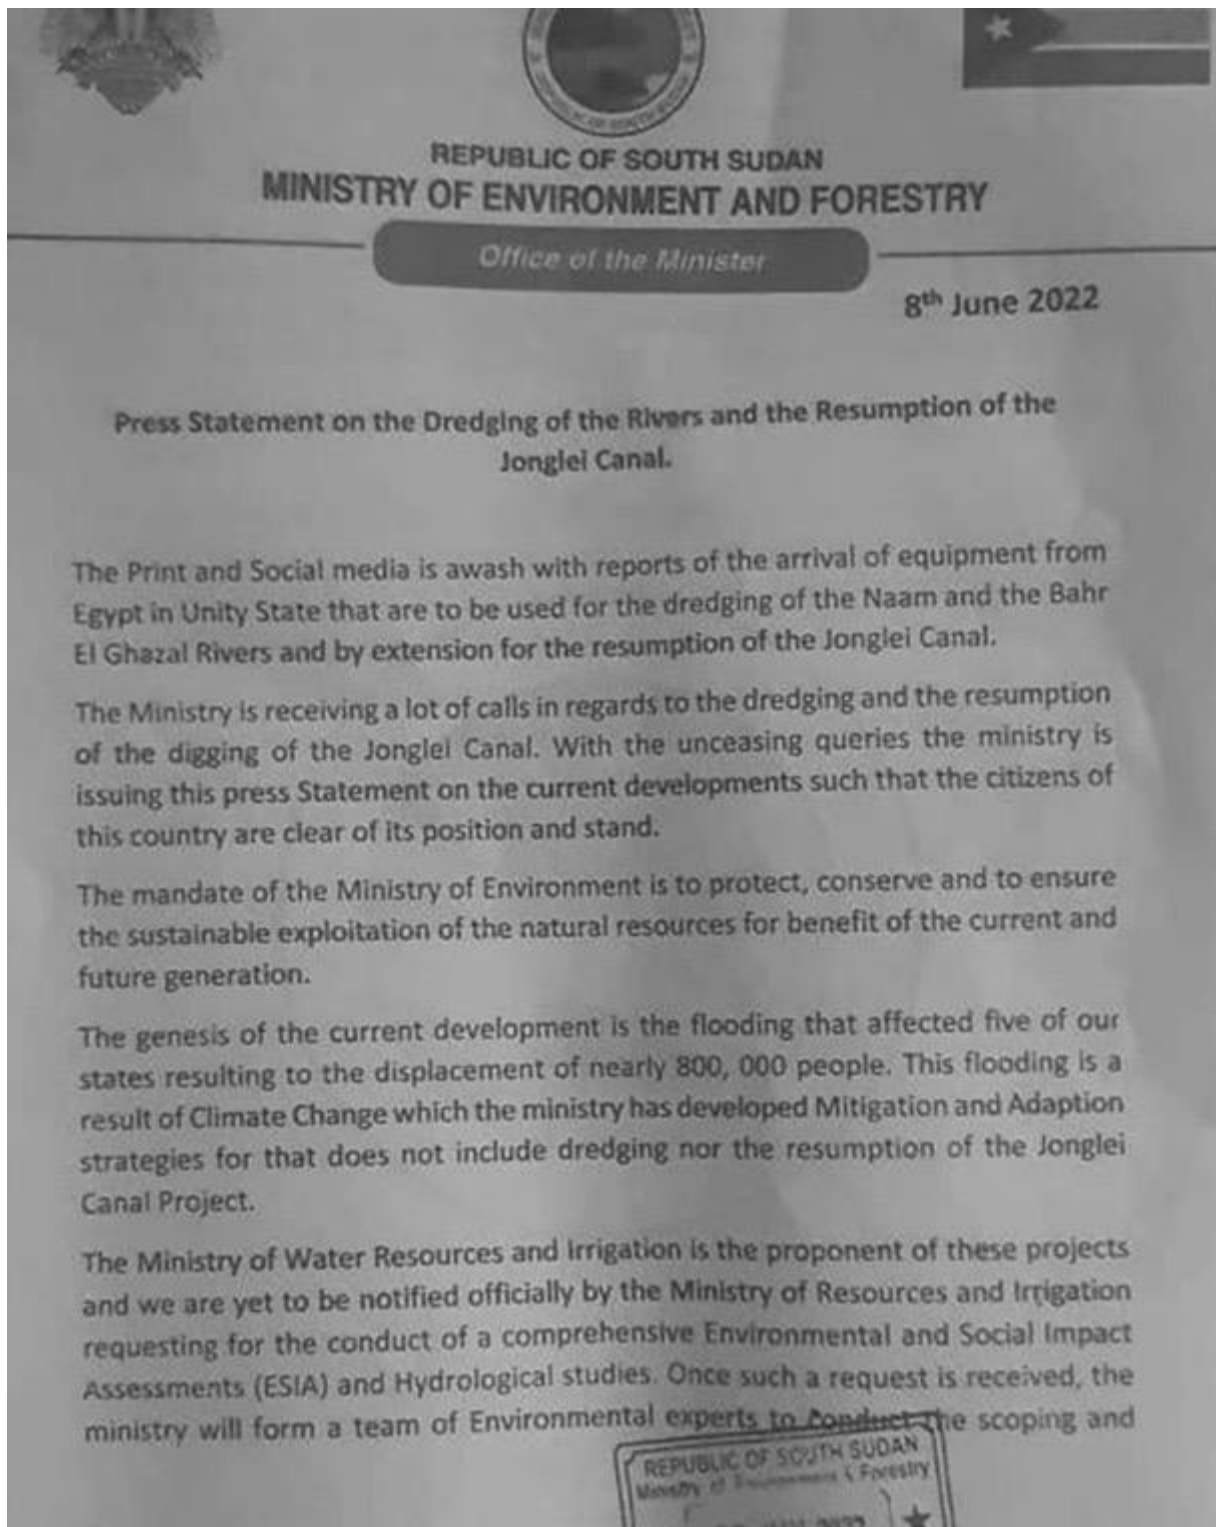 REPUBLIC OF SOUTH SUDAN
MINISTRY OF ENVIRONMENT AND FORESTRY
Office of the Minister
8th June 2022
Press Statement on the Dredging of the Rivers and the Resumption of the
Jonglei Canal.
The Print and Social media is awash with reports of the arrival of equipment from
Egypt in Unity State that are to be used for the dredging of the Naam and the Bahr
El Ghazal Rivers and by extension for the resumption of the Jonglei Canal.
The Ministry is receiving a lot of calls in regards to the dredging and the resumption
of the digging of the Jonglei Canal. With the unceasing queries the ministry is
issuing this press Statement on the current developments such that the citizens of
this country are clear of its position and stand.
The mandate of the Ministry of Environment is to protect, conserve and to ensure
the sustainable exploitation of the natural resources for benefit of the current and
future generation.
The genesis of the current development is the flooding that affected five of our
states resulting to the displacement of nearly 800, 000 people. This flooding is a
result of Climate Change which the ministry has developed Mitigation and Adaption
strategies for that does not include dredging nor the resumption of the Jonglei
Canal Project.
The Ministry of Water Resources and Irrigation is the proponent of these projects
and we are yet to be notified officially by the Ministry of Resources and Irrigation
requesting for the conduct of a comprehensive Environmental and Social Impact
Assessments (ESIA) and Hydrological studies. Once such a request is received, the
ministry will form a team of Environmental experts to conduct the scoping and
REPUBLIC OF SOUTH SUDAN
Ministry of Environment & Forestry
2022